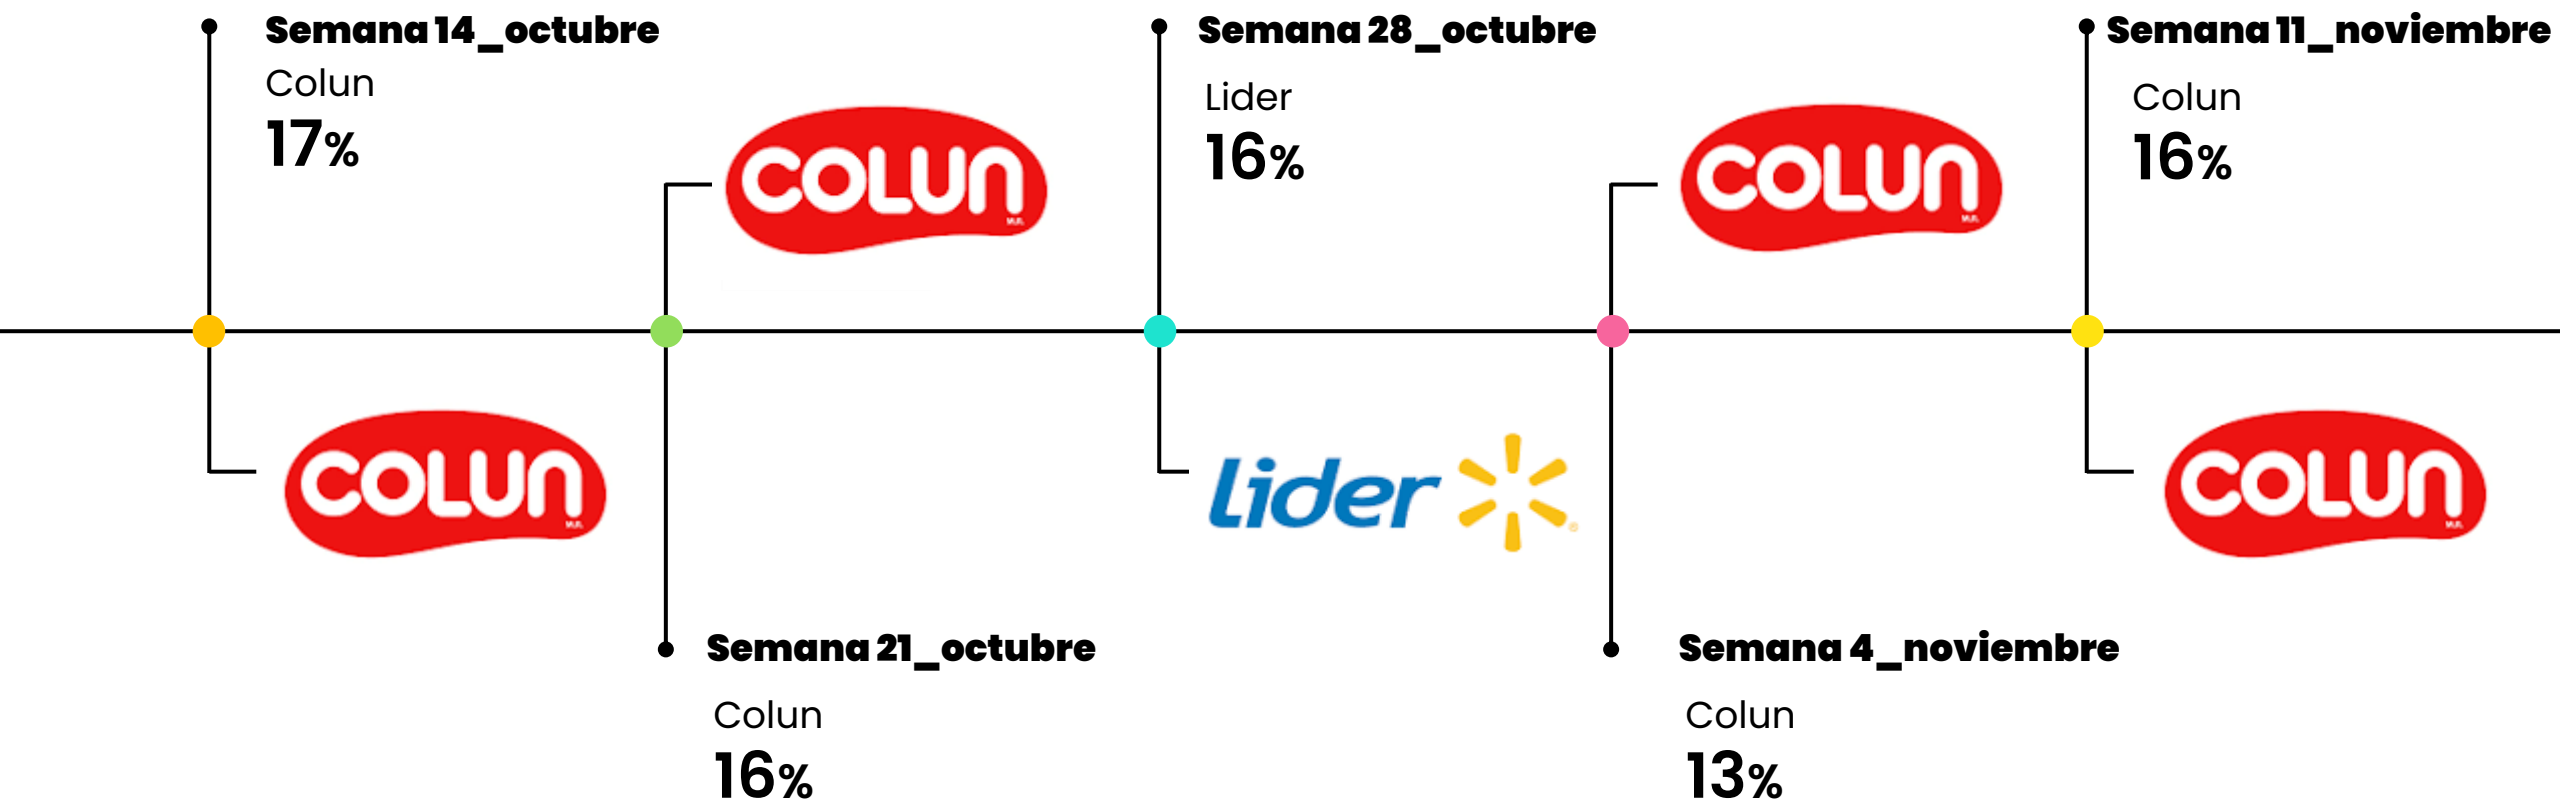 Semana 14_octubre
Colun
17%
COLUN
M.R.
Semana 21_octubre
Colun
16%
COLUN
M.R.
Semana 28_octubre
Lider
16%
Lider
Semana 4_noviembre
Colun
13%
COLUN
M.R.
Semana 11_noviembre
Colun
16%
COLUN
M.R.